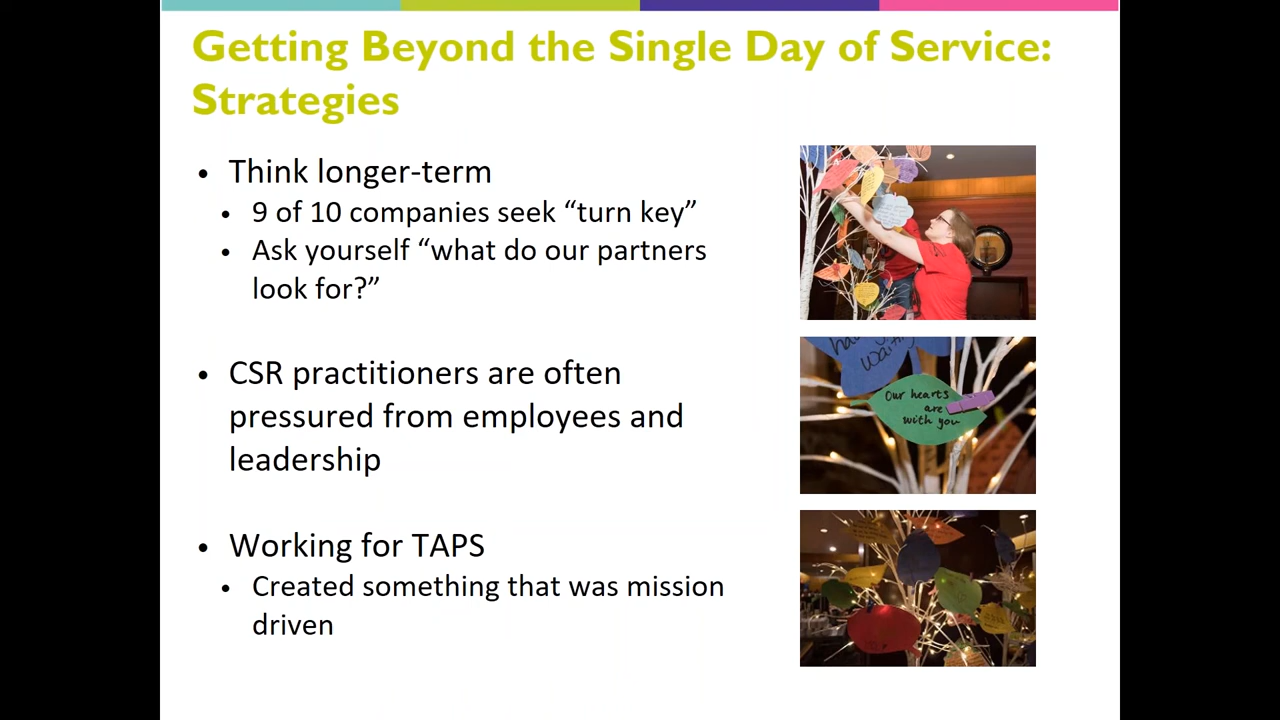 Getting Beyond the Single Day of Service:
Strategies
• Think longer-term
• 9 of 10 companies seek “turn key”
• Ask yourself “what do our partners
look for?”
• CSR practitioners are often
pressured from employees and
leadership
• Working for TAPS
• Created something that was mission
driven
waiting
Our hearts
are
with you